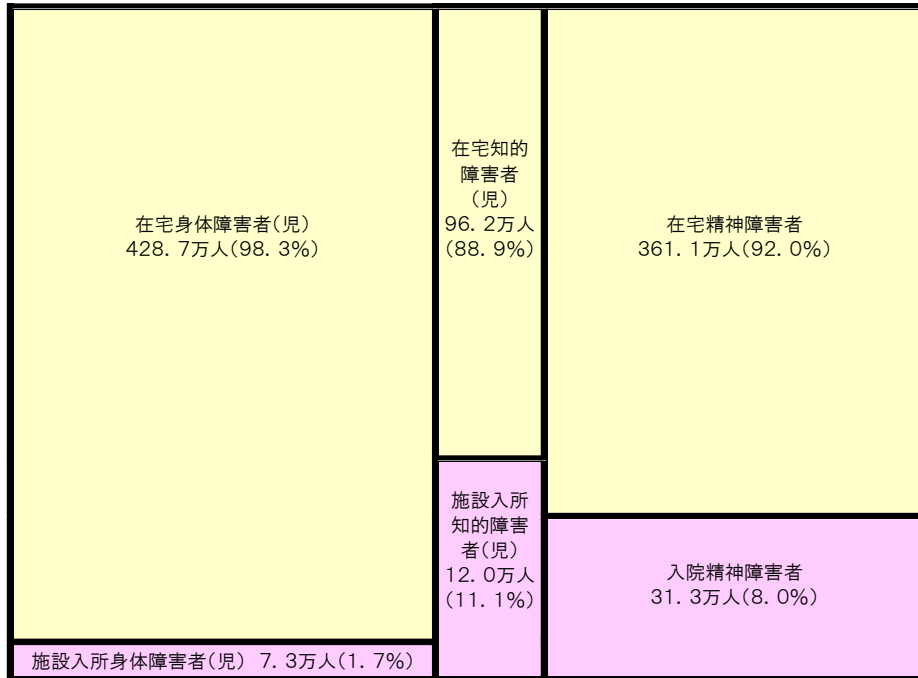 在宅身体障害者(児)
428. 7万人(98. 3%)
在宅知的
障害者
(児)
96. 2万人
(88. 9%)
在宅精神障害者
361. 1万人(92. 0%)
施設入所
知的障害
者(児)
12. 0万人
(11. 1%)
入院精神障害者
31. 3万人(8. 0%)
施設入所身体障害者(児) 7. 3万人(1. 7%)